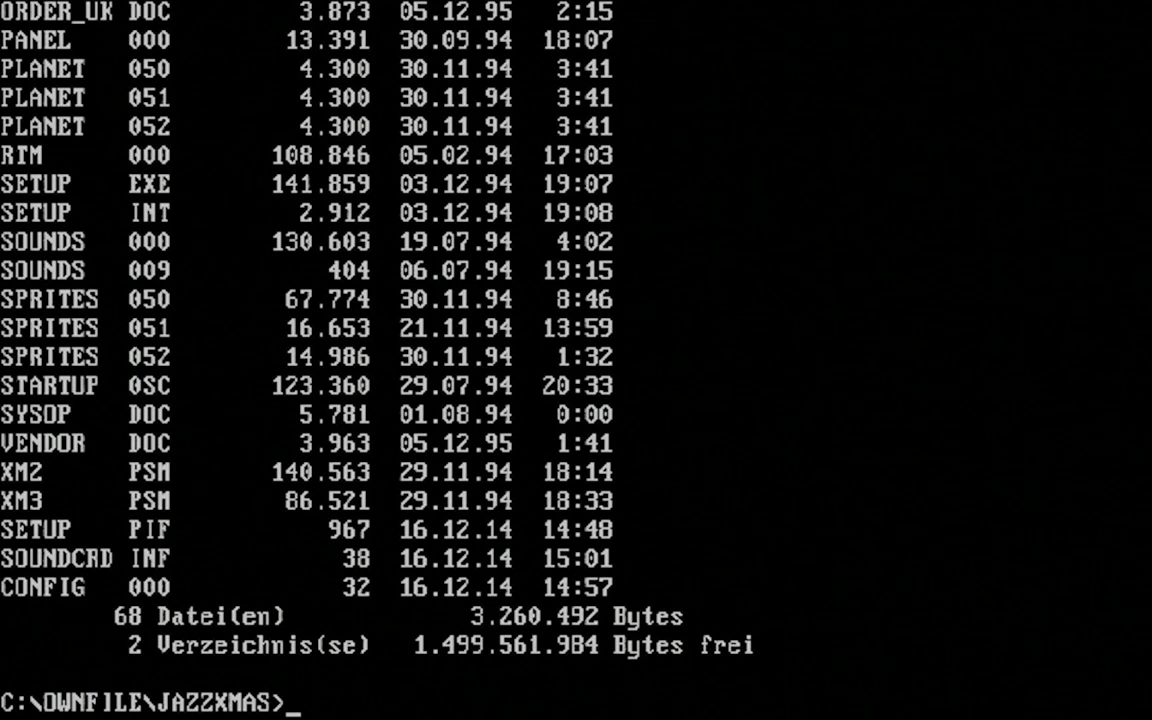 ORDER_UK DOC 3.873 05.12.95 2:15
PANEL 000 13.391 30.09.94 18:07
PLANET 050 4.300 30.11.94 3:41
PLANET 051 4.300 30.11.94 3:41
PLANET 052 4.300 30.11.94 3:41
RTM 000 108.846 05.02.94 17:03
SETUP EXE 141.859 03.12.94 19:07
SETUP INT 2.912 03.12.94 19:08
SOUNDS 000 130.603 19.07.94 4:02
SOUNDS 009 404 06.07.94 19:15
SPRITES 050 67.774 30.11.94 8:46
SPRITES 051 16.653 21.11.94 13:59
SPRITES 052 14.986 30.11.94 1:32
STARTUP 0SC 123.360 29.07.94 20:33
SYSOP DOC 5.781 01.08.94 0:00
VENDOR DOC 3.963 05.12.95 1:41
XM2 PSM 140.563 29.11.94 18:14
XM3 PSM 86.521 29.11.94 18:33
SETUP PIF 967 16.12.14 14:48
SOUNDCRD INF 38 16.12.14 15:01
CONFIG 000 32 16.12.14 14:57
68 Datei(en) 3.260.492 Bytes
2 Verzeichnis(se) 1.499.561.984 Bytes frei
C:\OWNFILE\JAZZXMAS>_